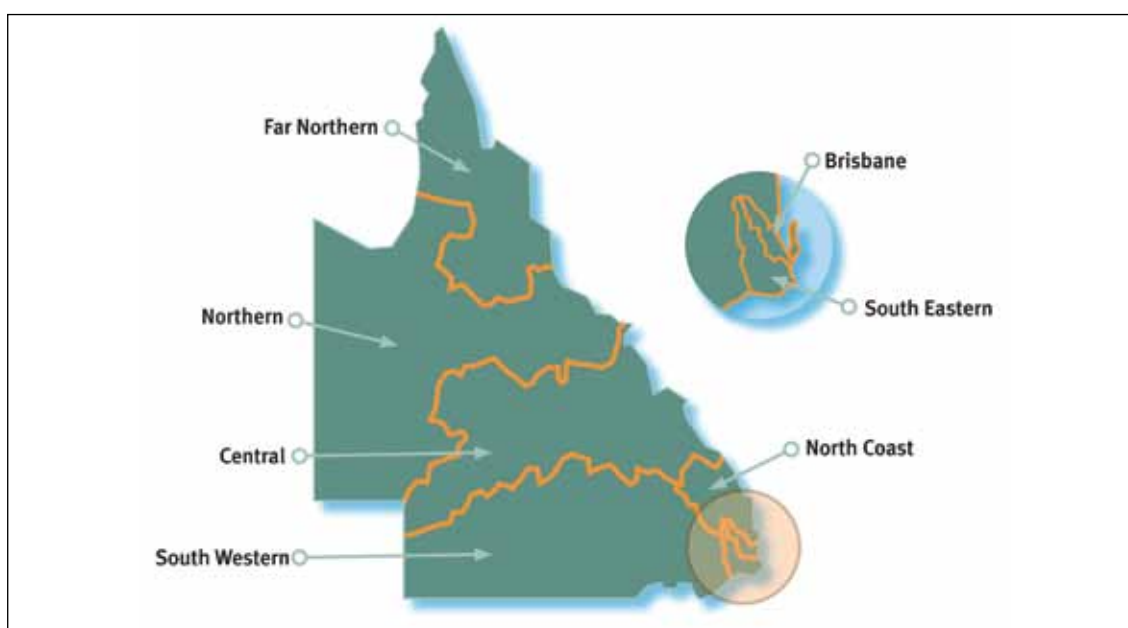 Far Northern
Brisbane
South Eastern
Northern
Central
North Coast
South Western